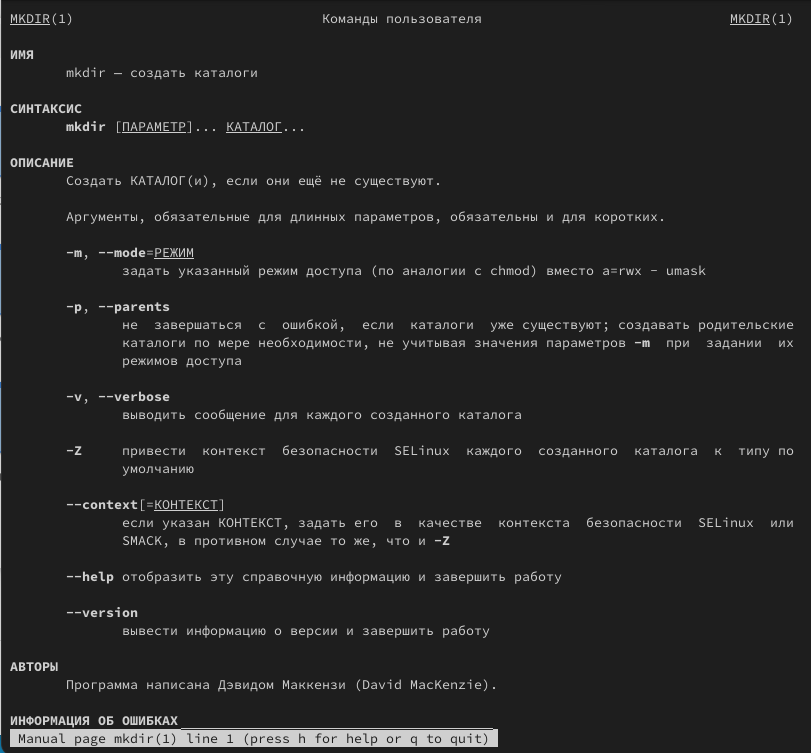 MKDIR(1) Команды пользователя MKDIR(1)
ИМЯ
mkdir — создать каталоги
СИНТАКСИС
mkdir [ПАРАМЕТР]... КАТАЛОГ...
ОПИСАНИЕ
Создать КАТАЛОГ(и), если они ещё не существуют.
Аргументы, обязательные для длинных параметров, обязательны и для коротких.
-m, --mode=РЕЖИМ
задать указанный режим доступа (по аналогии с chmod) вместо a=rwx - umask
-p, --parents
не завершаться с ошибкой, если каталоги уже существуют; создавать родительские
каталоги по мере необходимости, не учитывая значения параметров -m при задании их
режимов доступа
-v, --verbose
выводить сообщение для каждого созданного каталога
-Z привести контекст безопасности SELinux каждого созданного каталога к типу по
умолчанию
--context[=КОНТЕКСТ]
если указан КОНТЕКСТ, задать его в качестве контекста безопасности SELinux или
SMACK, в противном случае то же, что и -Z
--help отобразить эту справочную информацию и завершить работу
--version
вывести информацию о версии и завершить работу
АВТОРЫ
Программа написана Дэвидом Маккензи (David MacKenzie).
ИНФОРМАЦИЯ ОБ ОШИБКАХ
Manual page mkdir(1) line 1 (press h for help or q to quit)